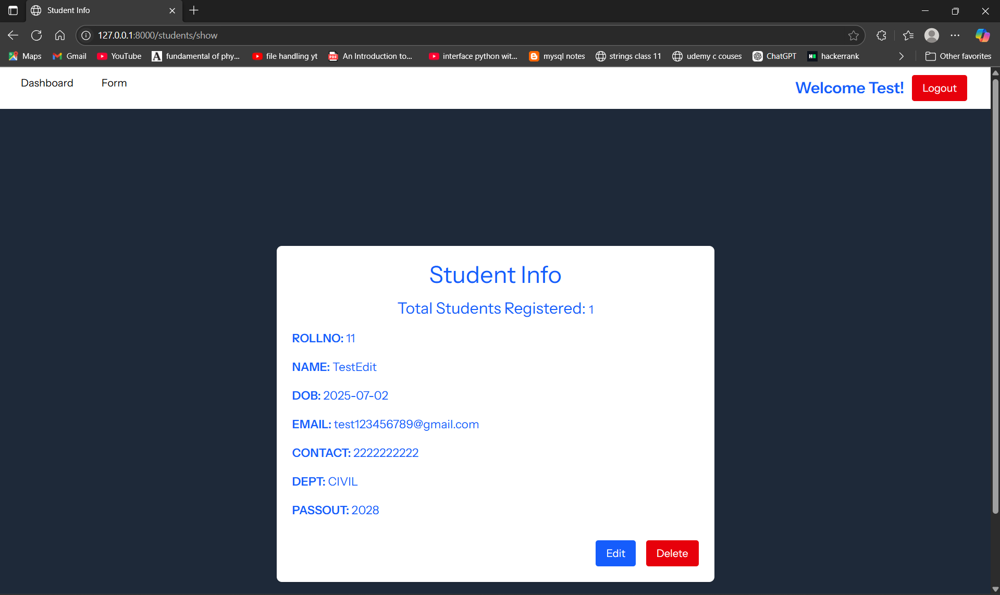 Student Info
127.0.0.1:8000/students/show
Maps Gmail YouTube fundamental of phy... file handling yt An Introduction to... interface python wit... mysql notes strings class 11 udemy c couses ChatGPT hackerrank Other favorites
Dashboard Form Welcome Test! Logout
Student Info
Total Students Registered: 1
ROLLNO: 11
NAME: TestEdit
DOB: 2025-07-02
EMAIL: test123456789@gmail.com
CONTACT: 2222222222
DEPT: CIVIL
PASSOUT: 2028
Edit Delete